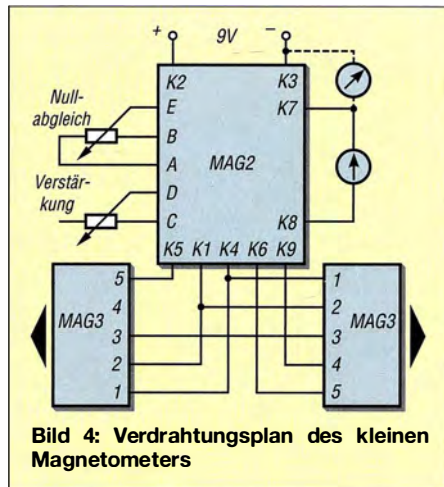 + 9V −
K2 K3
Null-
abgleich
E
B
A
K7
MAG2
Verstär-
kung
D
C
K8
K5 K1 K4 K6 K9
5
4
MAG3
3
2
1
1
2
MAG3
3
4
5
Bild 4: Verdrahtungsplan des kleinen
Magnetometers